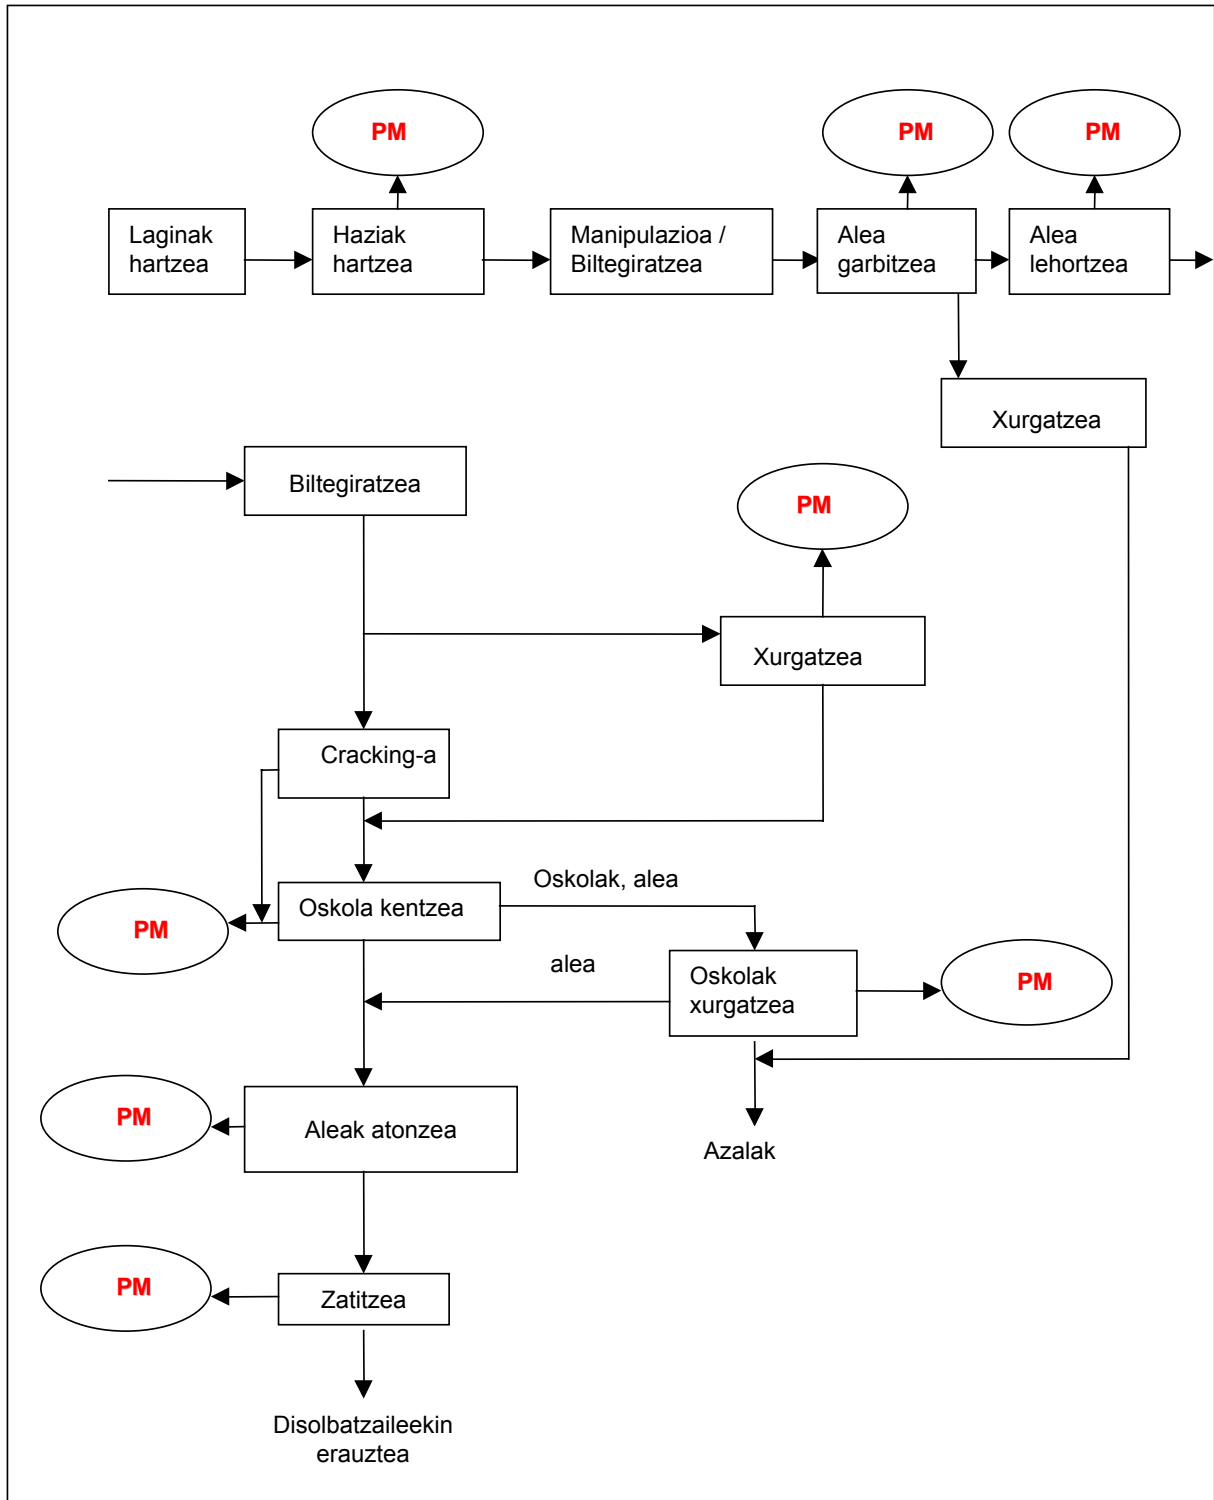 PM
PM
PM
Laginak
hartzea
Haziak
hartzea
Manipulazioa /
Biltegiratzea
Alea
garbitzea
Alea
lehortzea
Xurgatzea
Biltegiratzea
PM
Xurgatzea
Cracking-a
Oskolak, alea
Oskola kentzea
PM
alea
Oskolak
xurgatzea
PM
PM
Aleak atonzea
Azalak
PM
Zatitzea
Disolbatzaileekin
erauztea